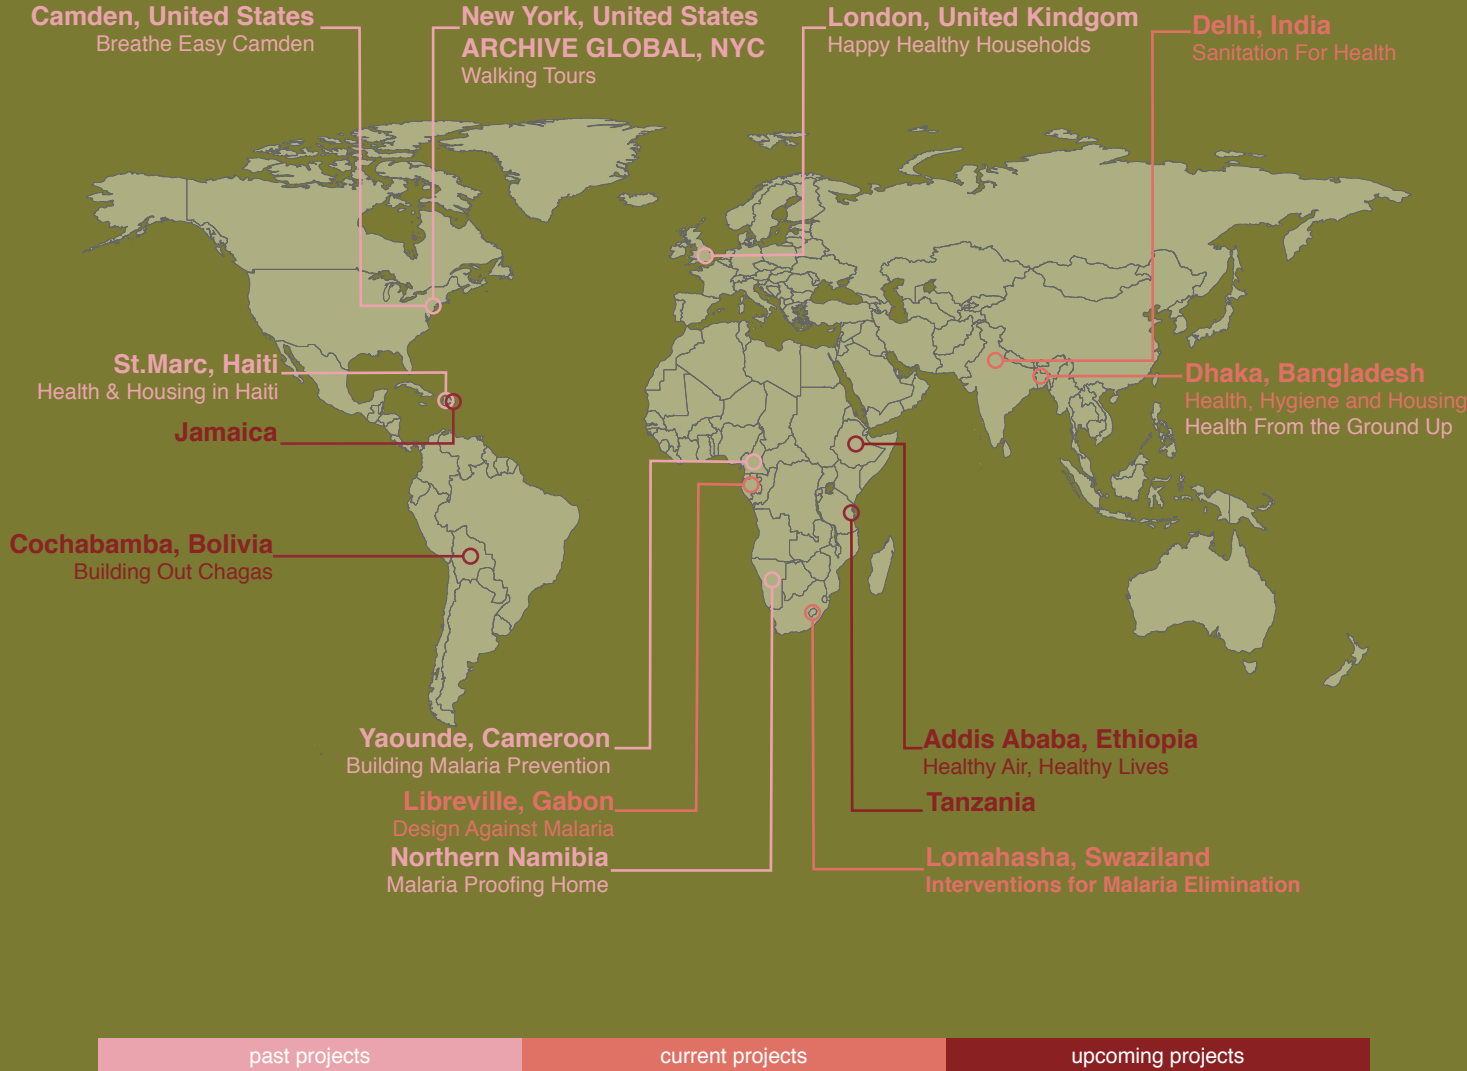 Camden, United States
Breathe Easy Camden
New York, United States
ARCHIVE GLOBAL, NYC
Walking Tours
London, United Kindgom
Happy Healthy Households
Delhi, India
Sanitation For Health
St.Marc, Haiti
Health & Housing in Haiti
Jamaica
Dhaka, Bangladesh
Health, Hygiene and Housing
Health From the Ground Up
Cochabamba, Bolivia
Building Out Chagas
Yaounde, Cameroon
Building Malaria Prevention
Libreville, Gabon
Design Against Malaria
Northern Namibia
Malaria Proofing Home
Addis Ababa, Ethiopia
Healthy Air, Healthy Lives
Tanzania
Lomahasha, Swaziland
Interventions for Malaria Elimination
past projects
current projects
upcoming projects